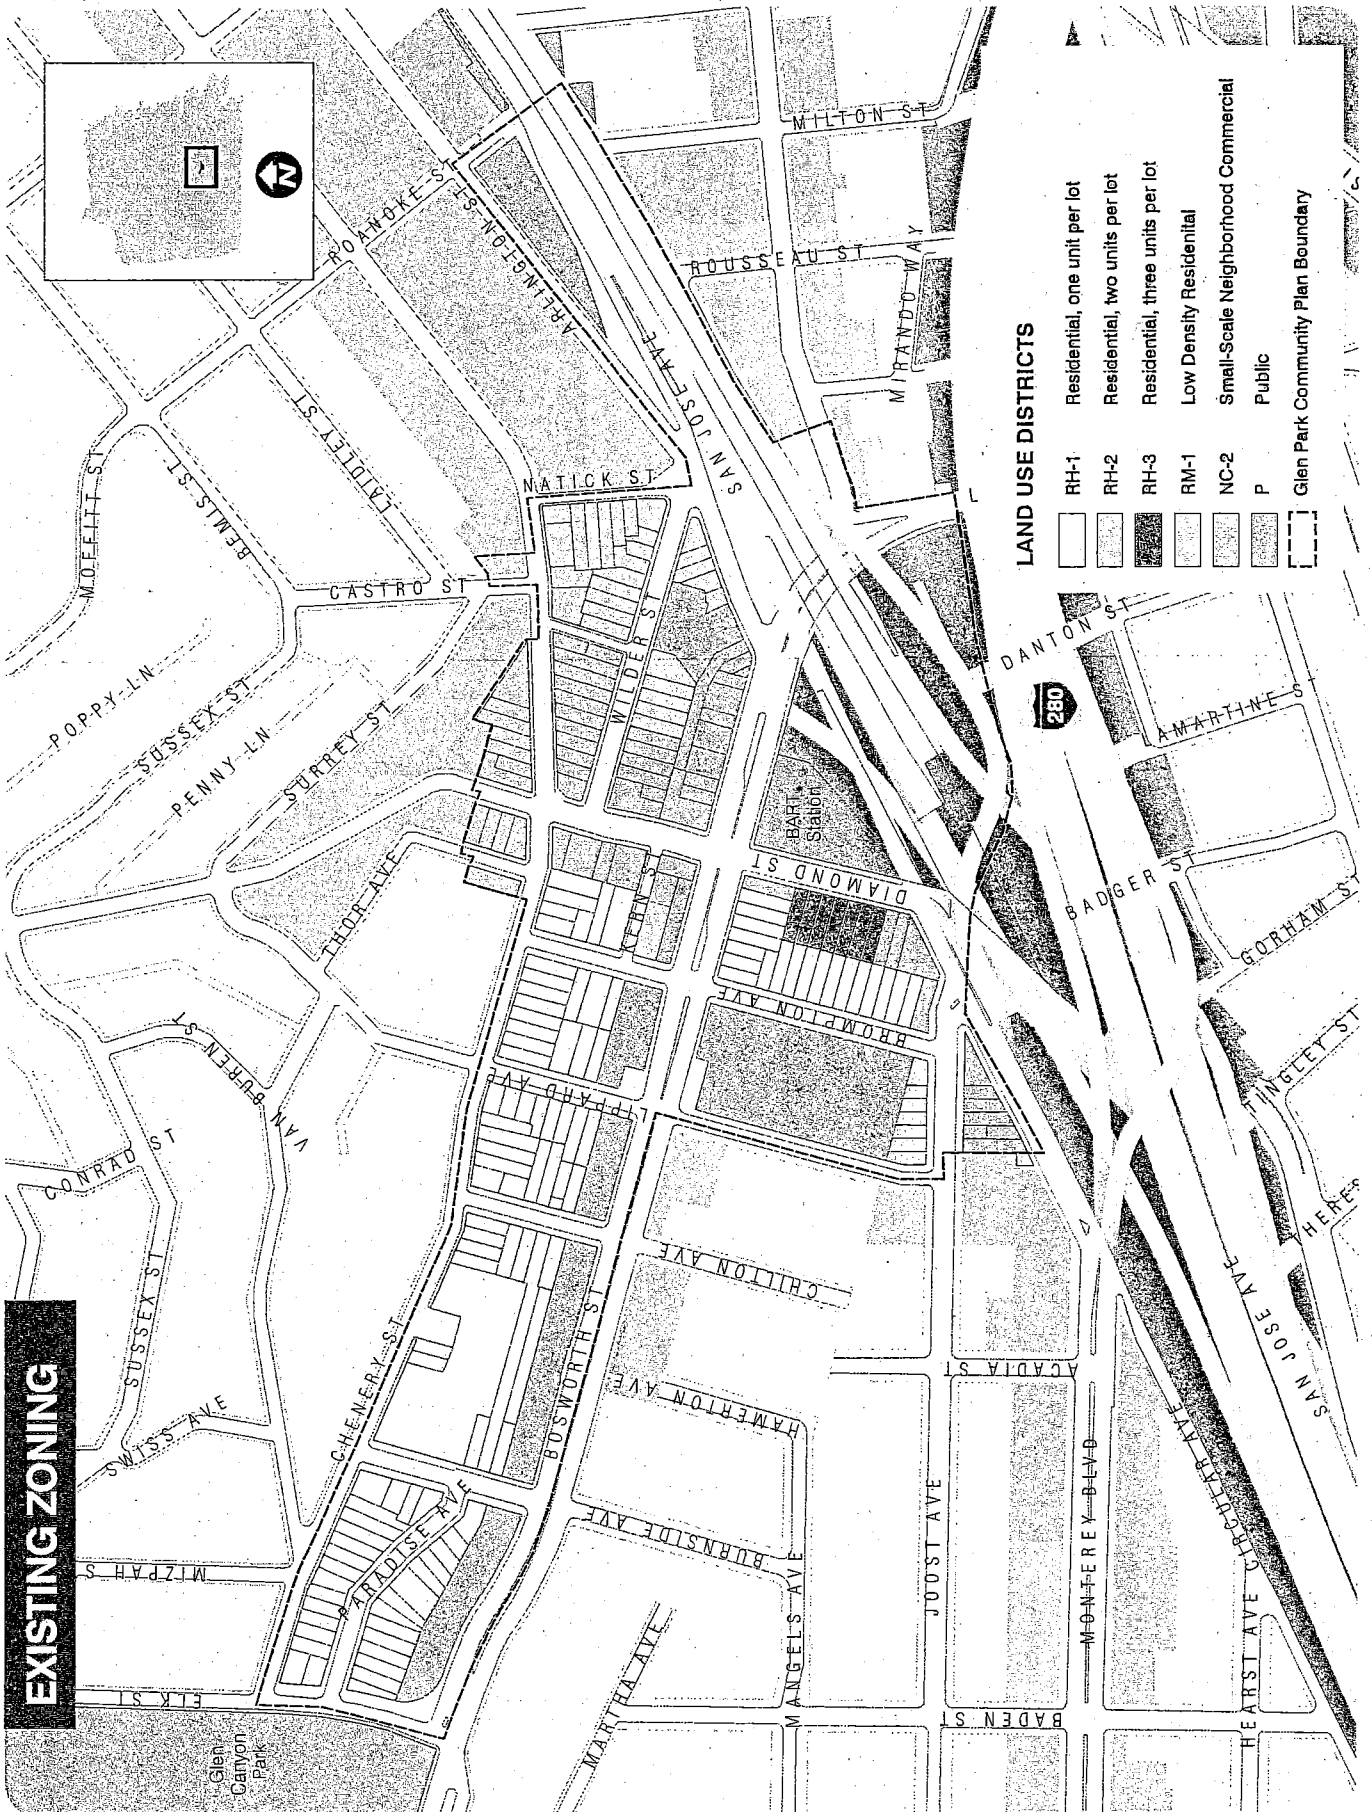 EXISTING ZONING
N
Glen
Canyon
Park
ELK ST
MIZPAH S
SWISS AVE
SUSSEX ST
CONRAD ST
VAN BUREN ST
THOR AVE
SURREY ST
PENNY LN
SUSSEX ST
POPPY LN
MOFFITT ST
BEMIS ST
LAIDLEY ST
CASTRO ST
ROANOKE ST
ARLINGTON ST
NATICK ST
CHENERY ST
PARADISE AVE
LIPPARD AVE
KERN ST
WILDER ST
BOSWORTH ST
SAN JOSE AVE
SAN JOSE AVE
MILTON ST
ROUSSEAU ST
MIRANDO WAY
BART
Station
DIAMOND ST
BROMPTON AVE
CHILTON AVE
HAMERTON AVE
BURNSIDE AVE
MARTHA AVE
MANGELS AVE
JOOST AVE
ACADIA ST
BADEN ST
MONTEREY BLVD
HEARST AVE
CIRCULAR AVE
SAN JOSE AVE
280
DANTON ST
LAMARTINE ST
BADGER ST
GORHAM ST
TINGLEY ST
THERES
LAND USE DISTRICTS
RH-1 Residential, one unit per lot
RH-2 Residential, two units per lot
RH-3 Residential, three units per lot
RM-1 Low Density Residenital
NC-2 Small-Scale Neighborhood Commercial
P Public
Glen Park Community Plan Boundary